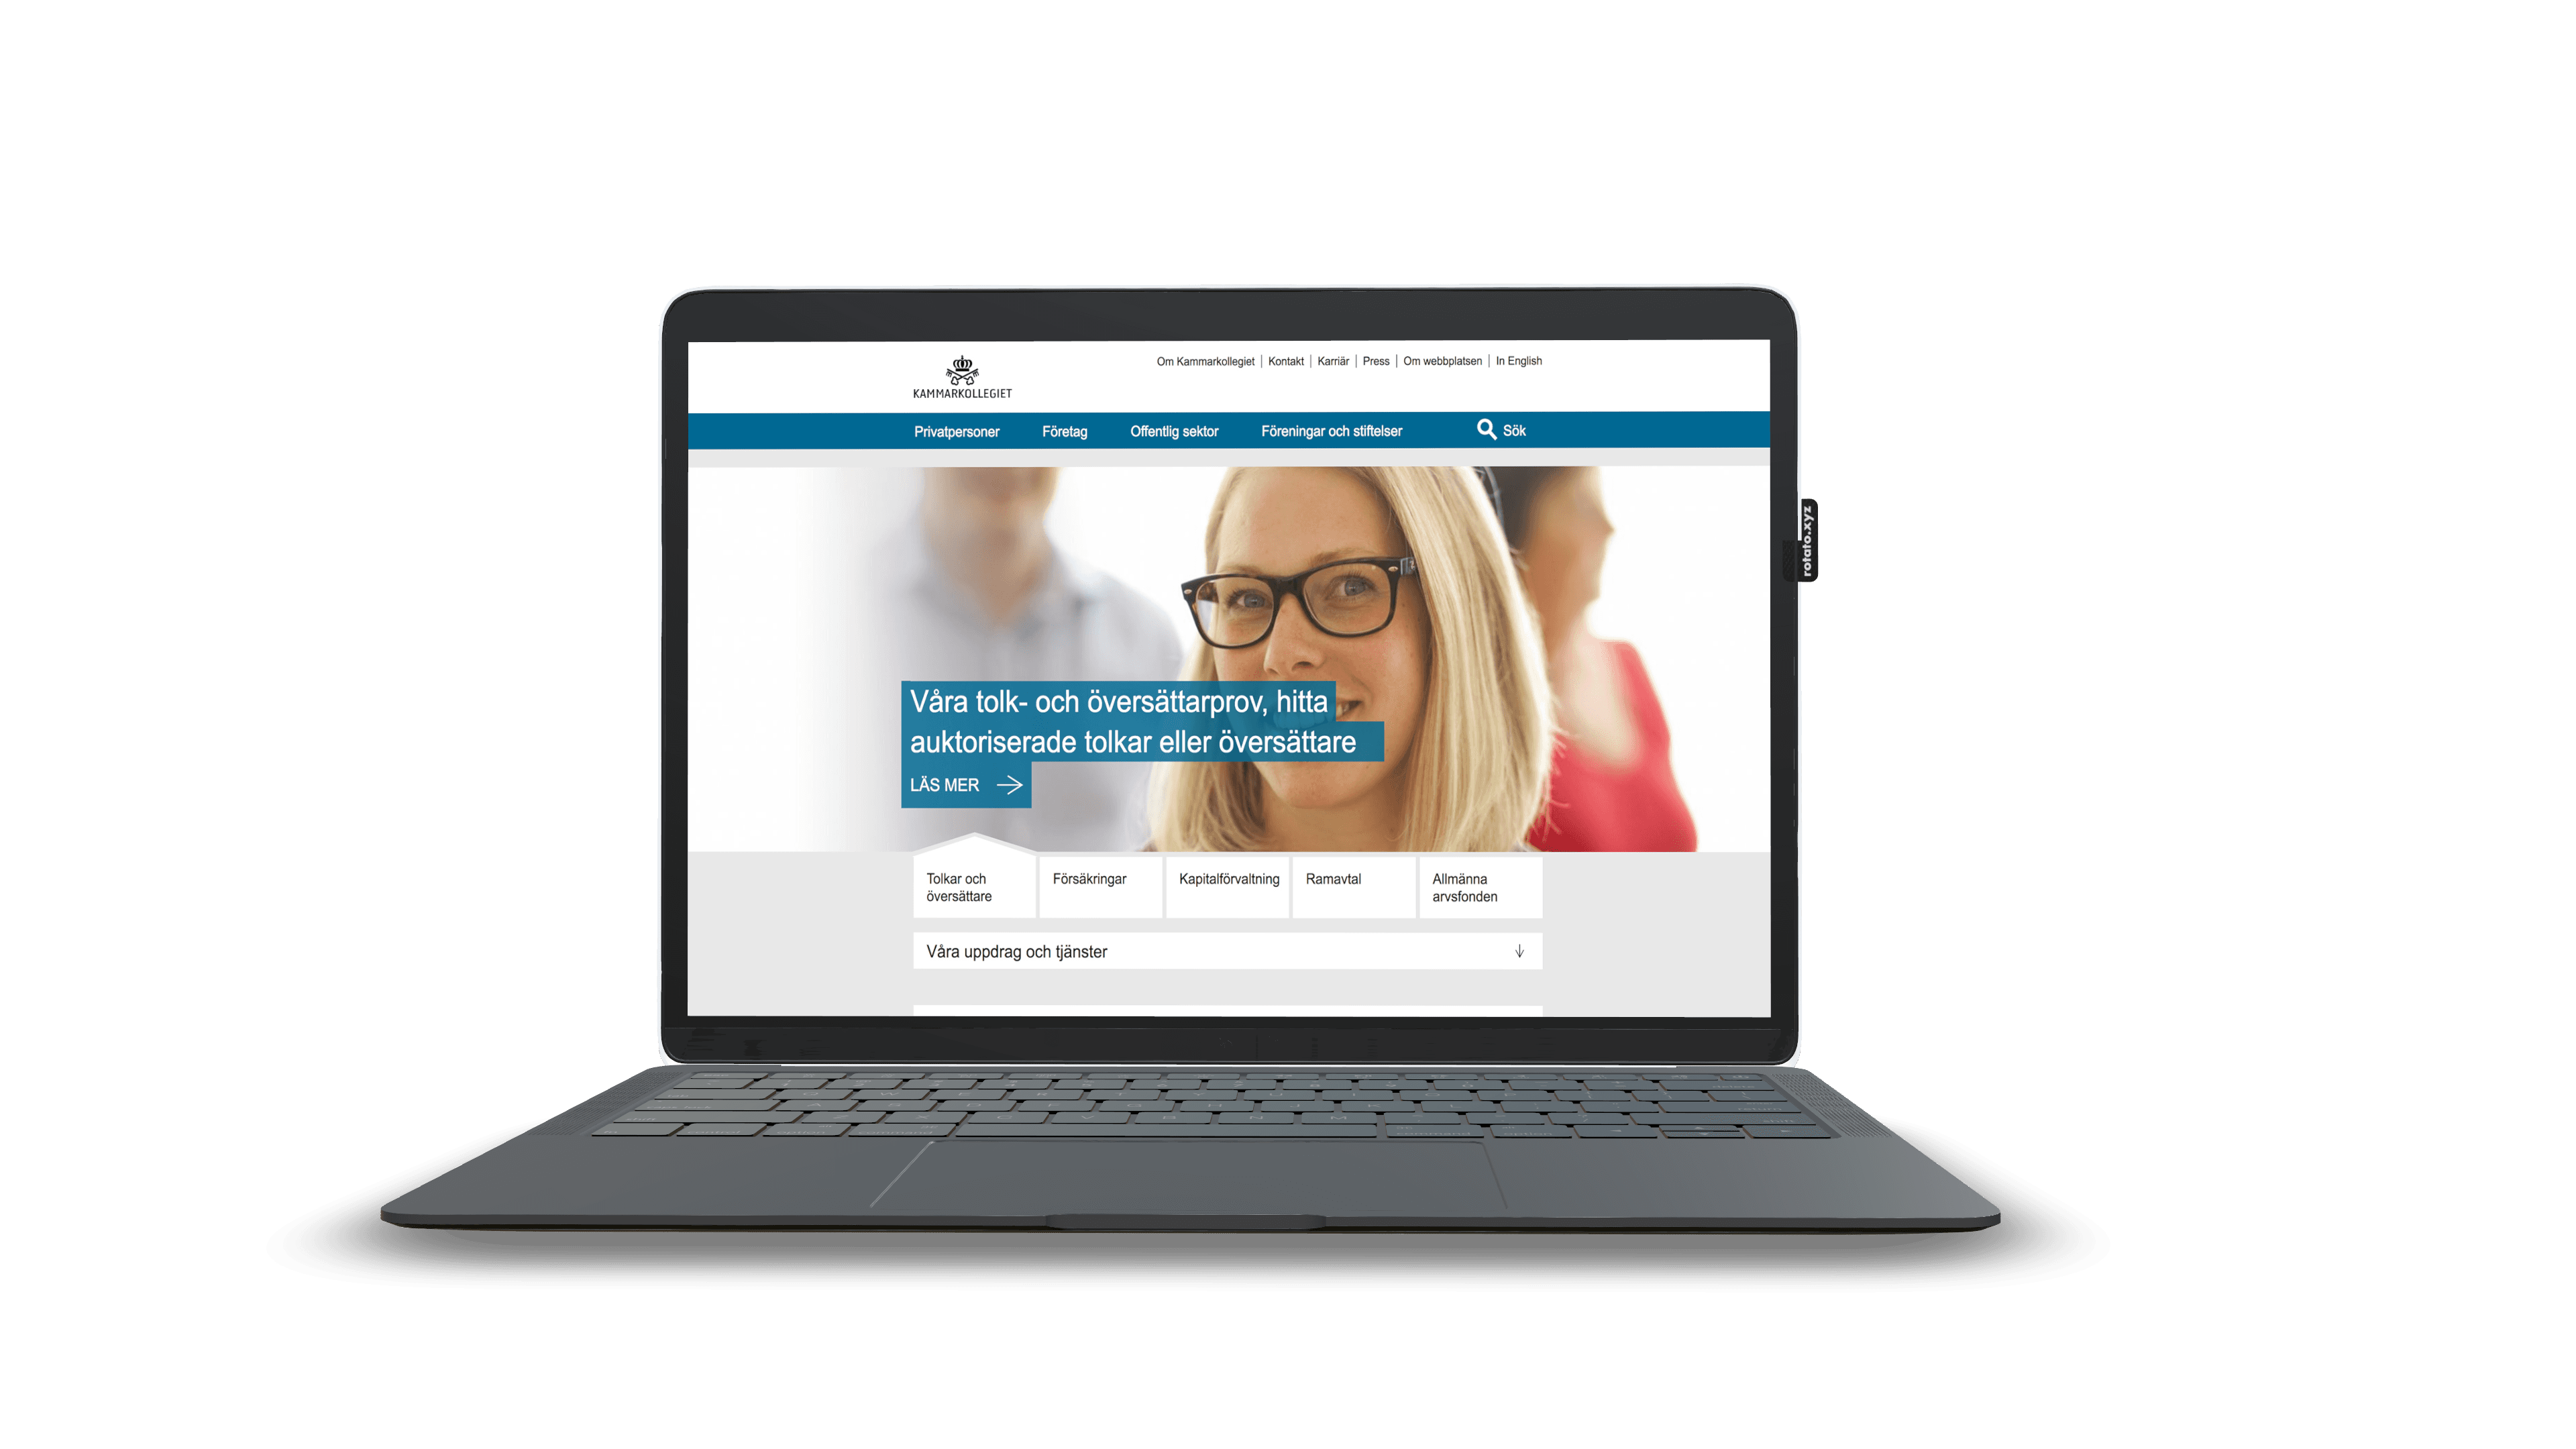 KAMMARKOLLEGIET
Om Kammarkollegiet | Kontakt | Karriär | Press | Om webbplatsen | In English
Privatpersoner Företag Offentlig sektor Föreningar och stiftelser Sök
rotato.xyz
Våra tolk- och översättarprov, hitta
auktoriserade tolkar eller översättare
LÄS MER
Tolkar och
översättare
Försäkringar
Kapitalförvaltning
Ramavtal
Allmänna
arvsfonden
Våra uppdrag och tjänster